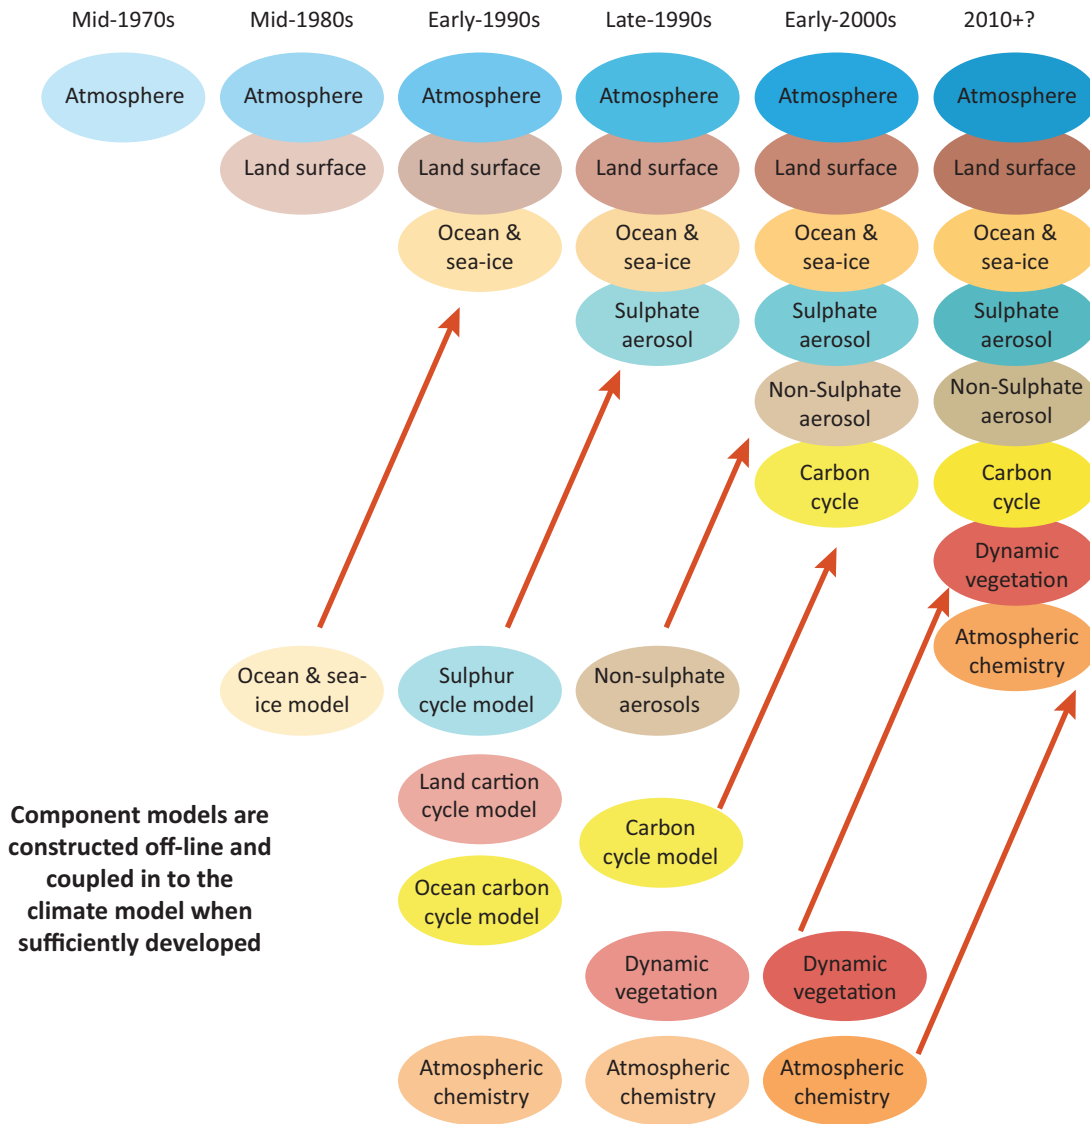 Mid-1970s
Mid-1980s
Early-1990s
Late-1990s
Early-2000s
2010+?
Atmosphere
Atmosphere
Atmosphere
Atmosphere
Atmosphere
Atmosphere
Land surface
Land surface
Land surface
Land surface
Land surface
Ocean &
sea-ice
Ocean &
sea-ice
Ocean &
sea-ice
Ocean &
sea-ice
Sulphate
aerosol
Sulphate
aerosol
Sulphate
aerosol
Non-Sulphate
aerosol
Non-Sulphate
aerosol
Carbon
cycle
Carbon
cycle
Dynamic
vegetation
Atmospheric
chemistry
Ocean & sea-
ice model
Sulphur
cycle model
Non-sulphate
aerosols
Land cartion
cycle model
Carbon
cycle model
Ocean carbon
cycle model
Component models are
constructed off-line and
coupled in to the
climate model when
sufficiently developed
Dynamic
vegetation
Dynamic
vegetation
Atmospheric
chemistry
Atmospheric
chemistry
Atmospheric
chemistry